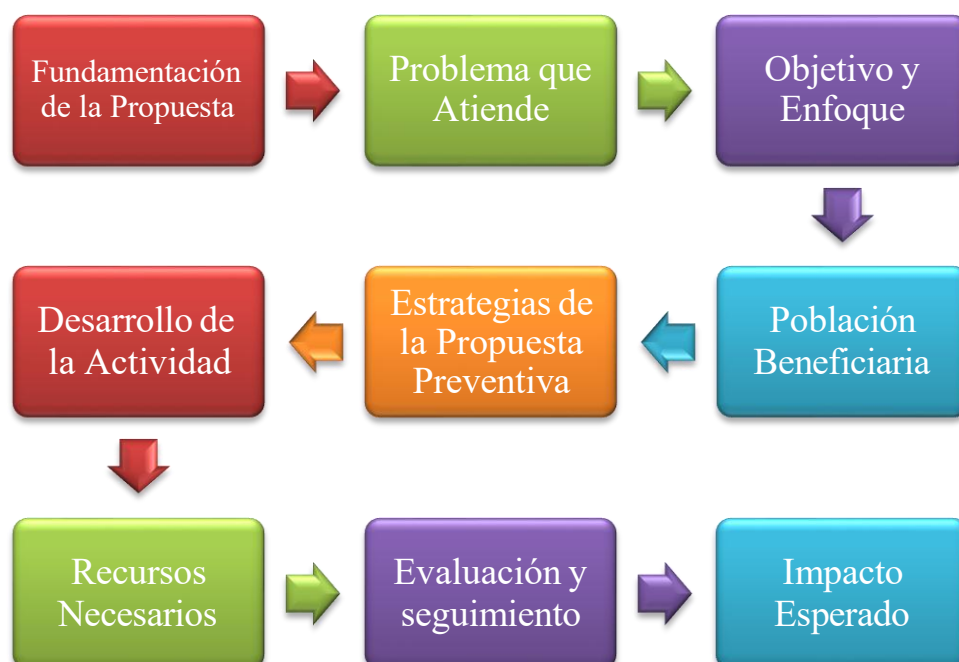 Fundamentación
de la Propuesta
Problema que
Atiende
Objetivo y
Enfoque
Población
Beneficiaria
Estrategias de
la Propuesta
Preventiva
Desarrollo de
la Actividad
Recursos
Necesarios
Evaluación y
seguimiento
Impacto
Esperado